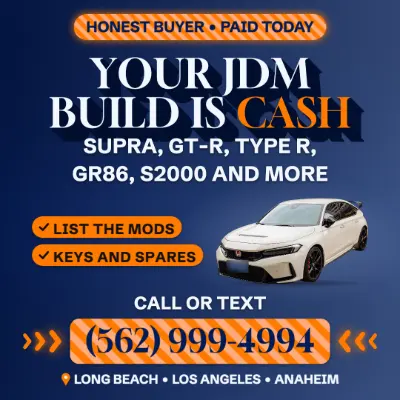 HONEST BUYER • PAID TODAY
YOUR JDM
BUILD IS CASH
SUPRA, GT-R, TYPE R,
GR86, S2000 AND MORE
LIST THE MODS
KEYS AND SPARES
CALL OR TEXT
(562) 999-4994
LONG BEACH • LOS ANGELES • ANAHEIM